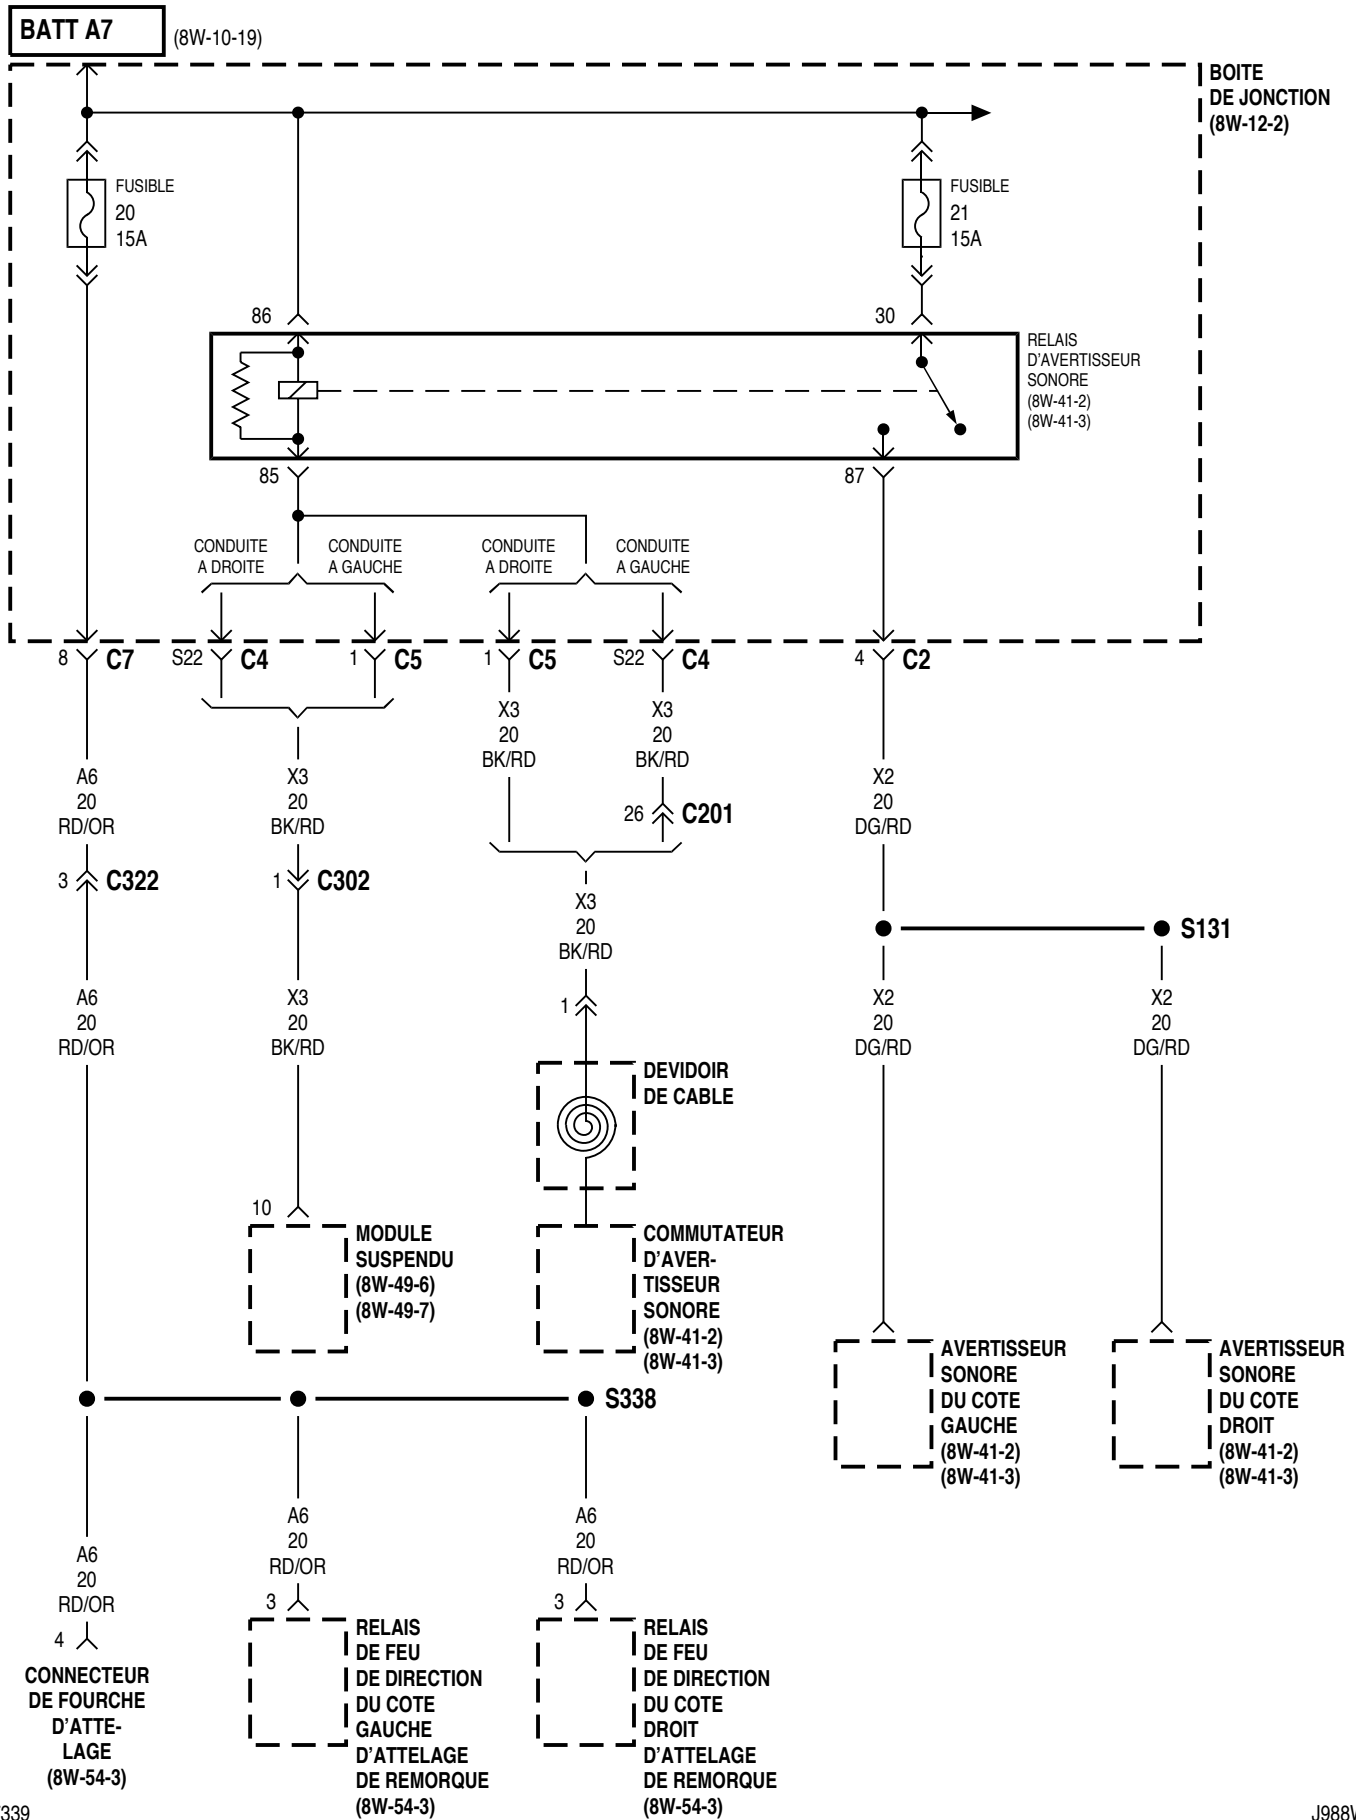 BATT A7
(8W-10-19)
BOITE
DE JONCTION
(8W-12-2)
FUSIBLE
20
15A
FUSIBLE
21
15A
86
30
RELAIS
D'AVERTISSEUR
SONORE
(8W-41-2)
(8W-41-3)
85
87
CONDUITE
A DROITE
CONDUITE
A GAUCHE
CONDUITE
A DROITE
CONDUITE
A GAUCHE
8 C7
S22 C4
1 C5
1 C5
S22 C4
4 C2
X3
20
BK/RD
X3
20
BK/RD
A6
20
RD/OR
X3
20
BK/RD
26 C201
X2
20
DG/RD
3 C322
1 C302
X3
20
BK/RD
S131
A6
20
RD/OR
X3
20
BK/RD
1
X2
20
DG/RD
X2
20
DG/RD
DEVIDOIR
DE CABLE
10
MODULE
SUSPENDU
(8W-49-6)
(8W-49-7)
COMMUTATEUR
D'AVER-
TISSEUR
SONORE
(8W-41-2)
(8W-41-3)
AVERTISSEUR
SONORE
DU COTE
GAUCHE
(8W-41-2)
(8W-41-3)
AVERTISSEUR
SONORE
DU COTE
DROIT
(8W-41-2)
(8W-41-3)
S338
A6
20
RD/OR
4
CONNECTEUR
DE FOURCHE
D'ATTE-
LAGE
(8W-54-3)
A6
20
RD/OR
3
RELAIS
DE FEU
DE DIRECTION
DU COTE
GAUCHE
D'ATTELAGE
DE REMORQUE
(8W-54-3)
A6
20
RD/OR
3
RELAIS
DE FEU
DE DIRECTION
DU COTE
DROIT
D'ATTELAGE
DE REMORQUE
(8W-54-3)
339
J988